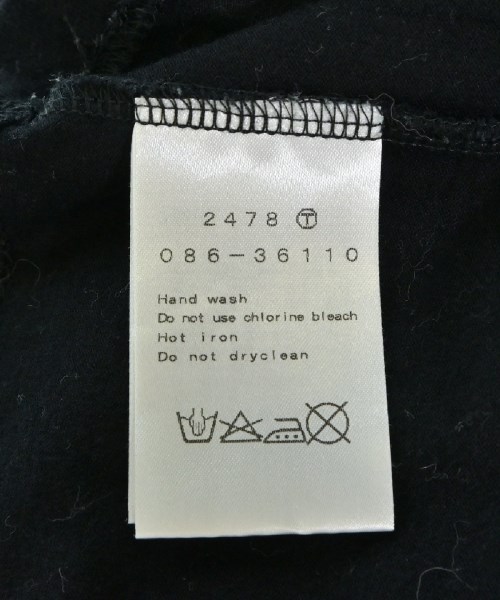 2478 Ⓣ
086-36110
Hand wash
Do not use chlorine bleach
Hot iron
Do not dryclean